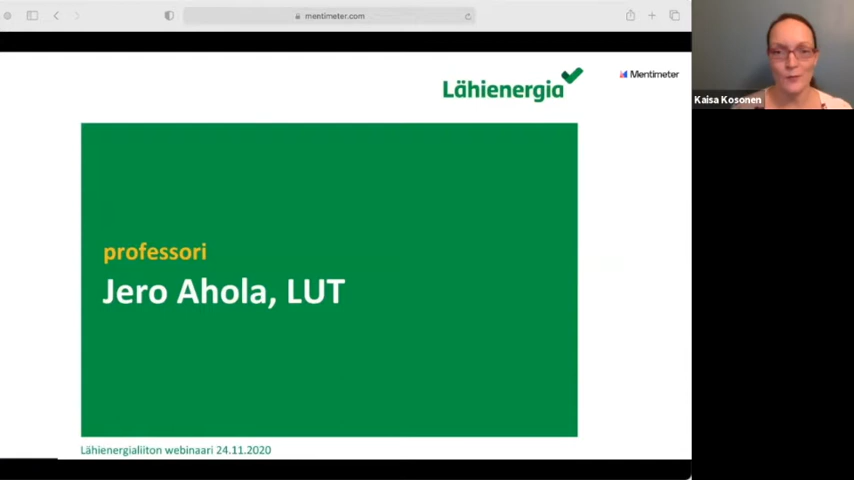 mentimeter.com
Lähienergia
Mentimeter
Kaisa Kosonen
professori
Jero Ahola, LUT
Lähienergialiiton webinaari 24.11.2020